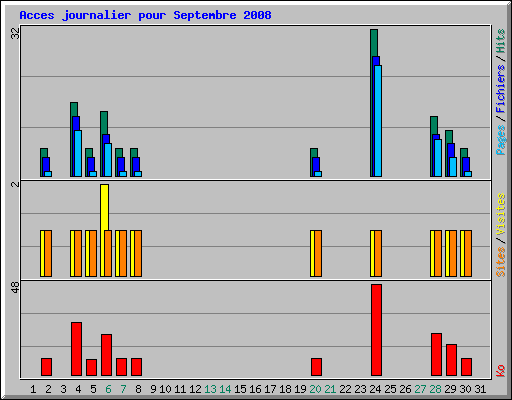 Acces journalier pour Septembre 2008
32
Pages/Fichiers/Hits
2
Sites/Visites
48
Ko
1 2 3 4 5 6 7 8 9 10 11 12 13 14 15 16 17 18 19 20 21 22 23 24 25 26 27 28 29 30 31